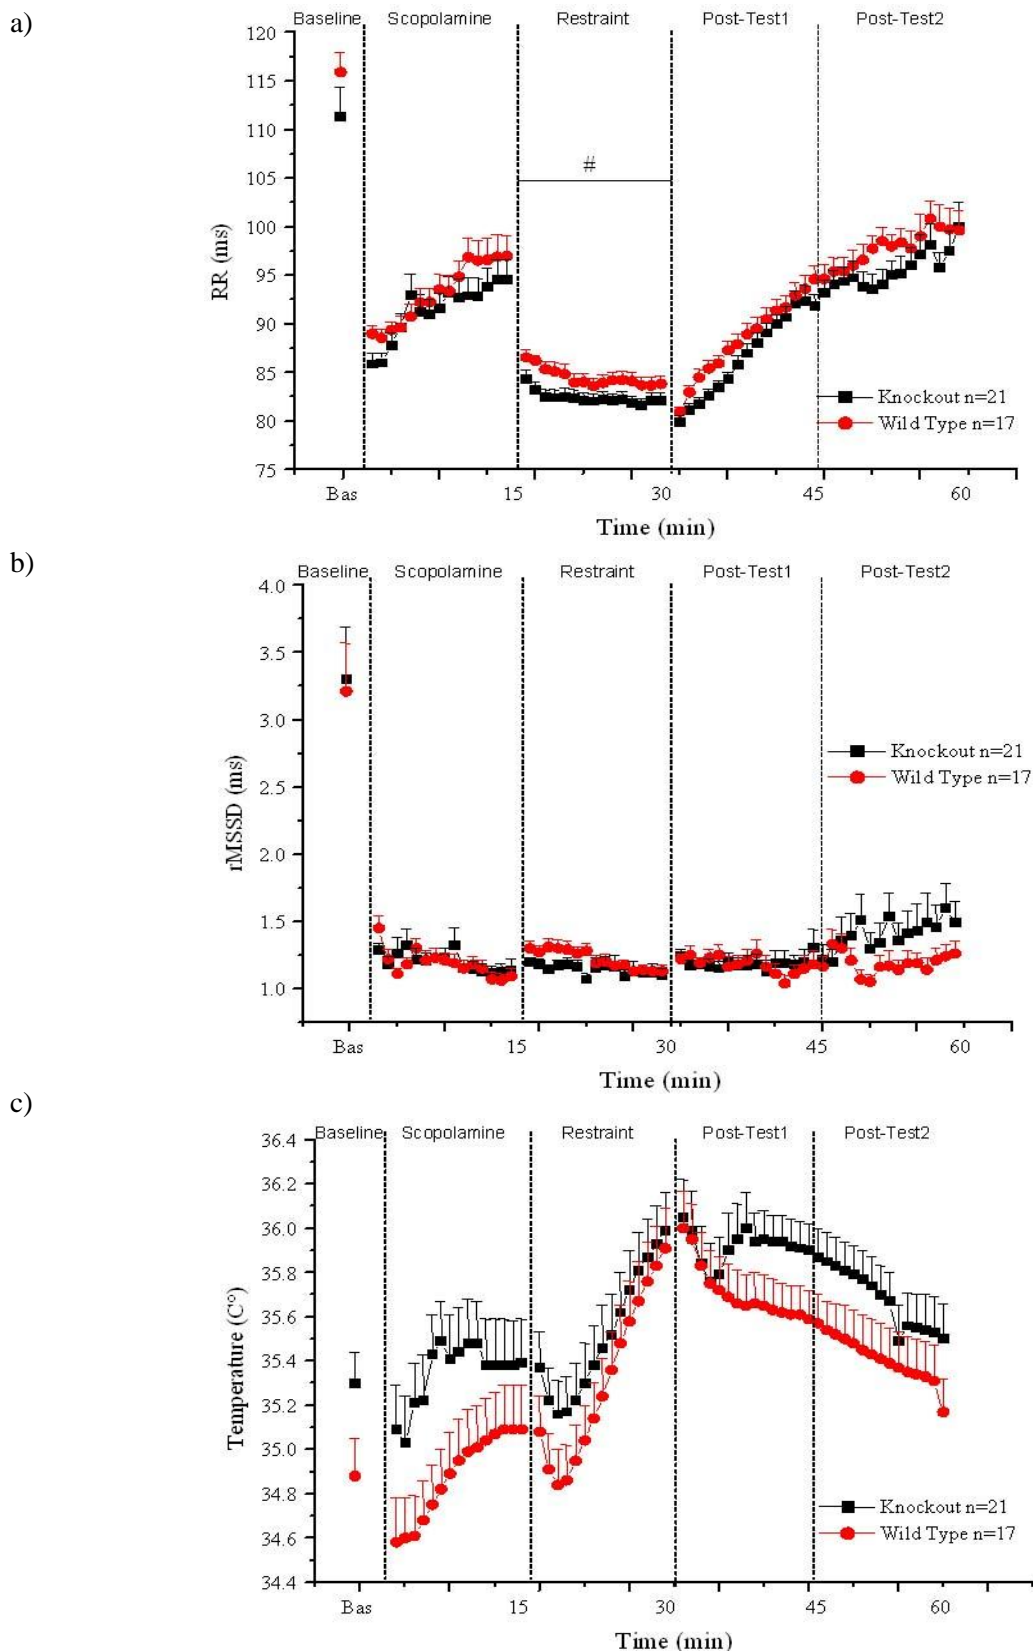 a)
Baseline Scopolamine Restraint Post-Test1 Post-Test2
120
115
110
105
100
95
90
85
80
75
RR (ms)
#
Knockout n=21
Wild Type n=17
Bas 15 30 45 60
Time (min)
b)
Baseline Scopolamine Restraint Post-Test1 Post-Test2
4.0
3.5
3.0
2.5
2.0
1.5
1.0
rMSSD (ms)
Knockout n=21
Wild Type n=17
Bas 15 30 45 60
Time (min)
c)
Baseline Scopolamine Restraint Post-Test1 Post-Test2
36.4
36.2
36.0
35.8
35.6
35.4
35.2
35.0
34.8
34.6
34.4
Temperature (C°)
Knockout n=21
Wild Type n=17
Bas 15 30 45 60
Time (min)